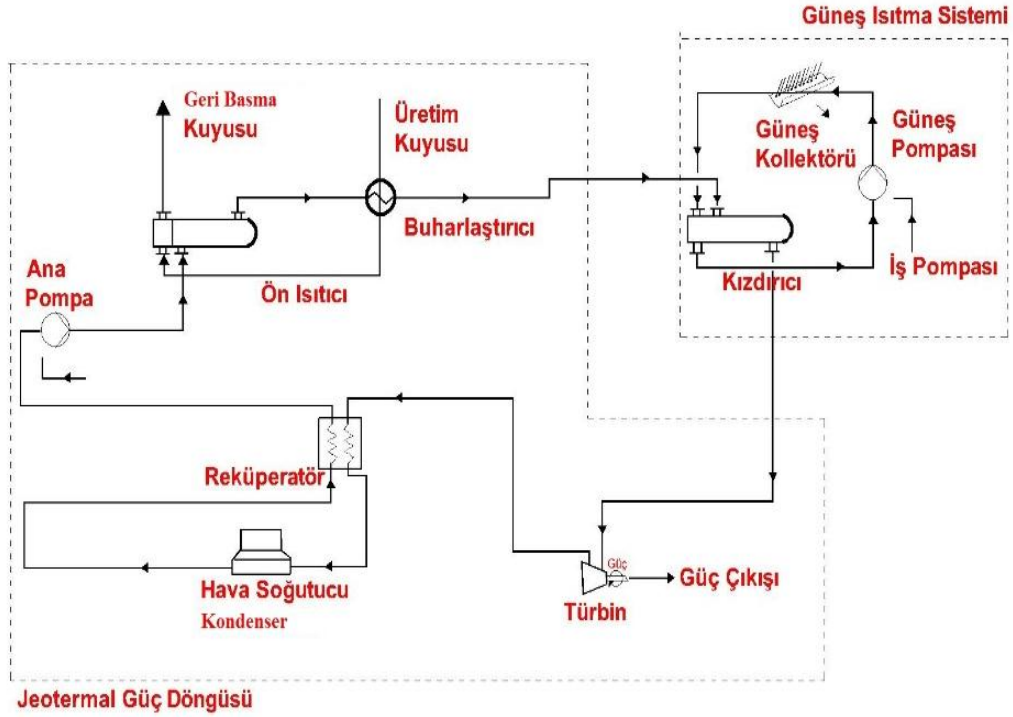 Güneş Isıtma Sistemi
Geri Basma
Kuyusu
Üretim
Kuyusu
Güneş
Kollektörü
Güneş
Pompası
Buharlaştırıcı
Ana
Pompa
Ön Isıtıcı
Kızdırıcı
İş Pompası
Reküperatör
Hava Soğutucu
Kondenser
Güç
Türbin
Güç Çıkışı
Jeotermal Güç Döngüsü